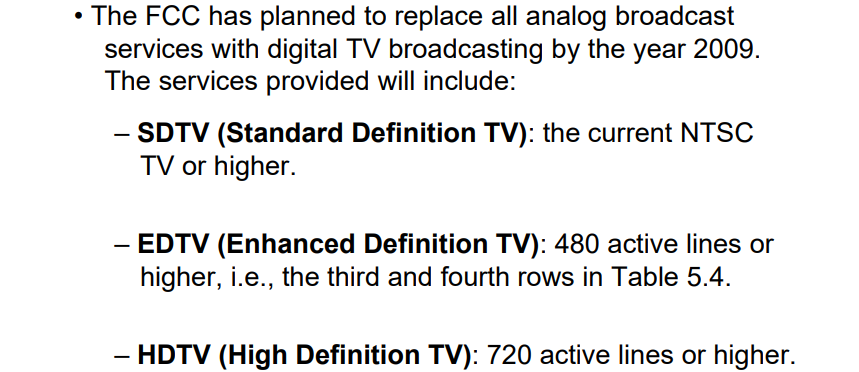 • The FCC has planned to replace all analog broadcast
services with digital TV broadcasting by the year 2009.
The services provided will include:
– SDTV (Standard Definition TV): the current NTSC
TV or higher.
– EDTV (Enhanced Definition TV): 480 active lines or
higher, i.e., the third and fourth rows in Table 5.4.
– HDTV (High Definition TV): 720 active lines or higher.